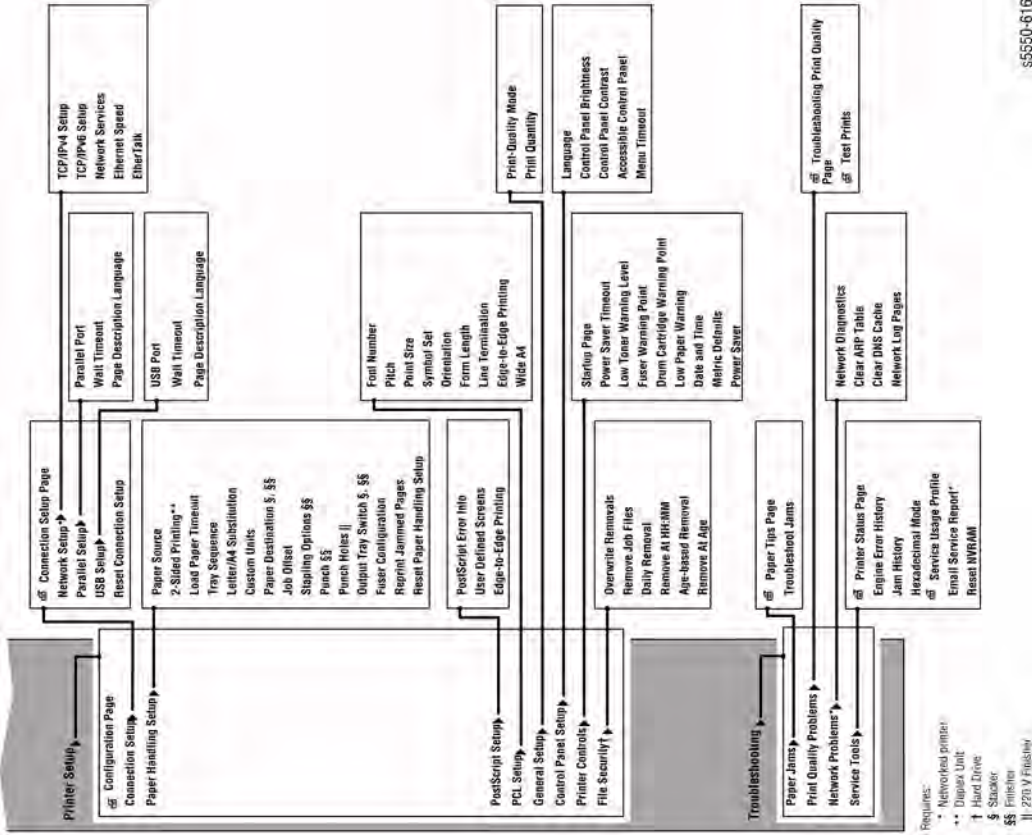 Printer Setup
Configuration Page
Connection Setup
Paper Handling Setup
PostScript Setup
PCL Setup
General Setup
Control Panel Setup
Printer Controls
File Security†
Connection Setup Page
Network Setup*
Parallel Setup
USB Setup
Reset Connection Setup
TCP/IPv4 Setup
TCP/IPv6 Setup
Network Services
Ethernet Speed
EtherTalk
Parallel Port
Wait Timeout
Page Description Language
USB Port
Wait Timeout
Page Description Language
Paper Source
2-Sided Printing**
Load Paper Timeout
Tray Sequence
Letter/A4 Substitution
Custom Units
Paper Destination §, §§
Job Offset
Stapling Options §§
Punch §§
Punch Holes ||
Output Tray Switch §, §§
Fuser Configuration
Reprint Jammed Pages
Reset Paper Handling Setup
PostScript Error Info
User Defined Screens
Edge-to-Edge Printing
Font Number
Pitch
Point Size
Symbol Set
Orientation
Form Length
Line Termination
Edge-to-Edge Printing
Wide A4
Print-Quality Mode
Print Quantity
Language
Control Panel Brightness
Control Panel Contrast
Accessible Control Panel
Menu Timeout
Startup Page
Power Saver Timeout
Low Toner Warning Level
Fuser Warning Point
Drum Cartridge Warning Point
Low Paper Warning
Date and Time
Metric Defaults
Power Saver
Overwrite Removals
Remove Job Files
Daily Removal
Remove At HH:MM
Age-based Removal
Remove At Age
Troubleshooting
Paper Jams
Print Quality Problems
Network Problems*
Service Tools
Paper Tips Page
Troubleshoot Jams
Troubleshooting Print Quality
Page
Test Prints
Network Diagnostics
Clear ARP Table
Clear DNS Cache
Network Log Pages
Printer Status Page
Engine Error History
Jam History
Hexadecimal Mode
Service Usage Profile
Email Service Report*
Reset NVRAM
Requires:
* Networked printer
** Duplex Unit
† Hard Drive
§ Stacker
§§ Finisher
|| 220 V Finisher
s5550-616